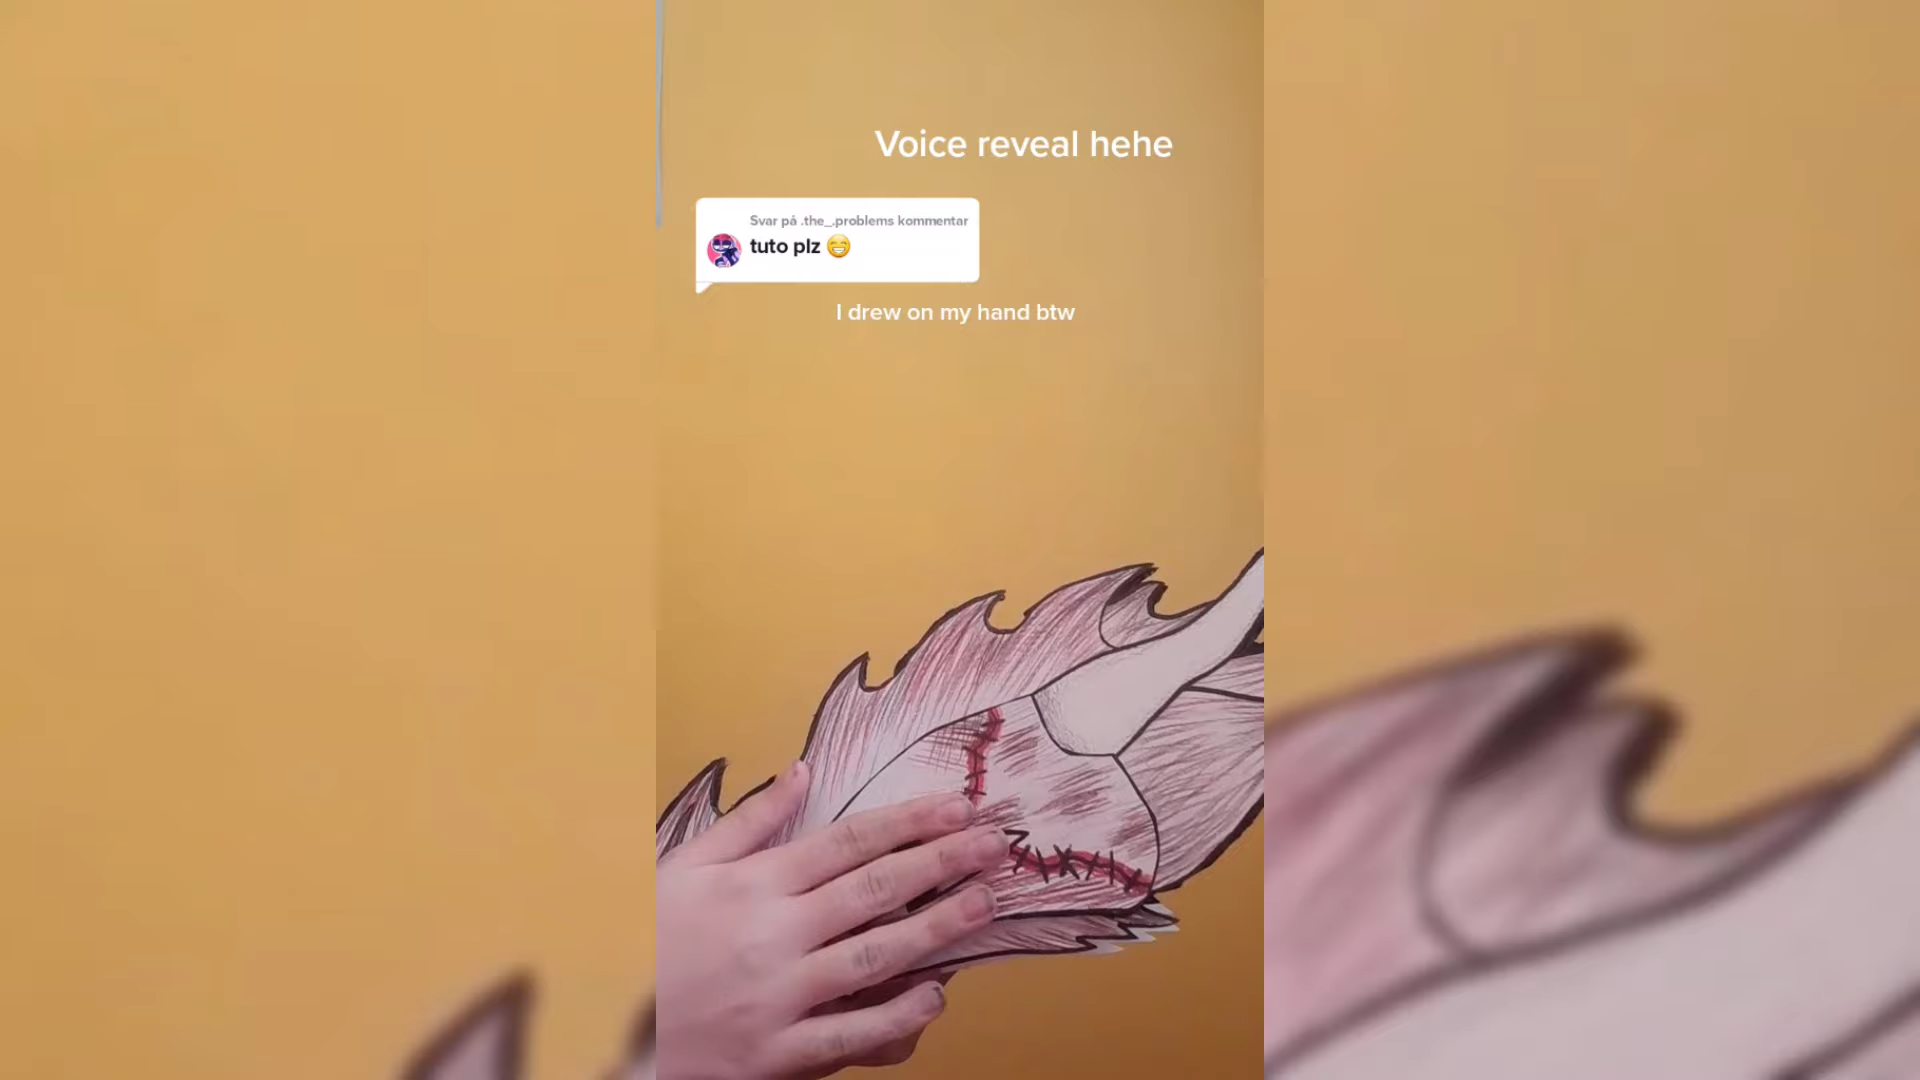 Voice reveal hehe
Svar på .the_.problems kommentar
tuto plz 😁
I drew on my hand btw